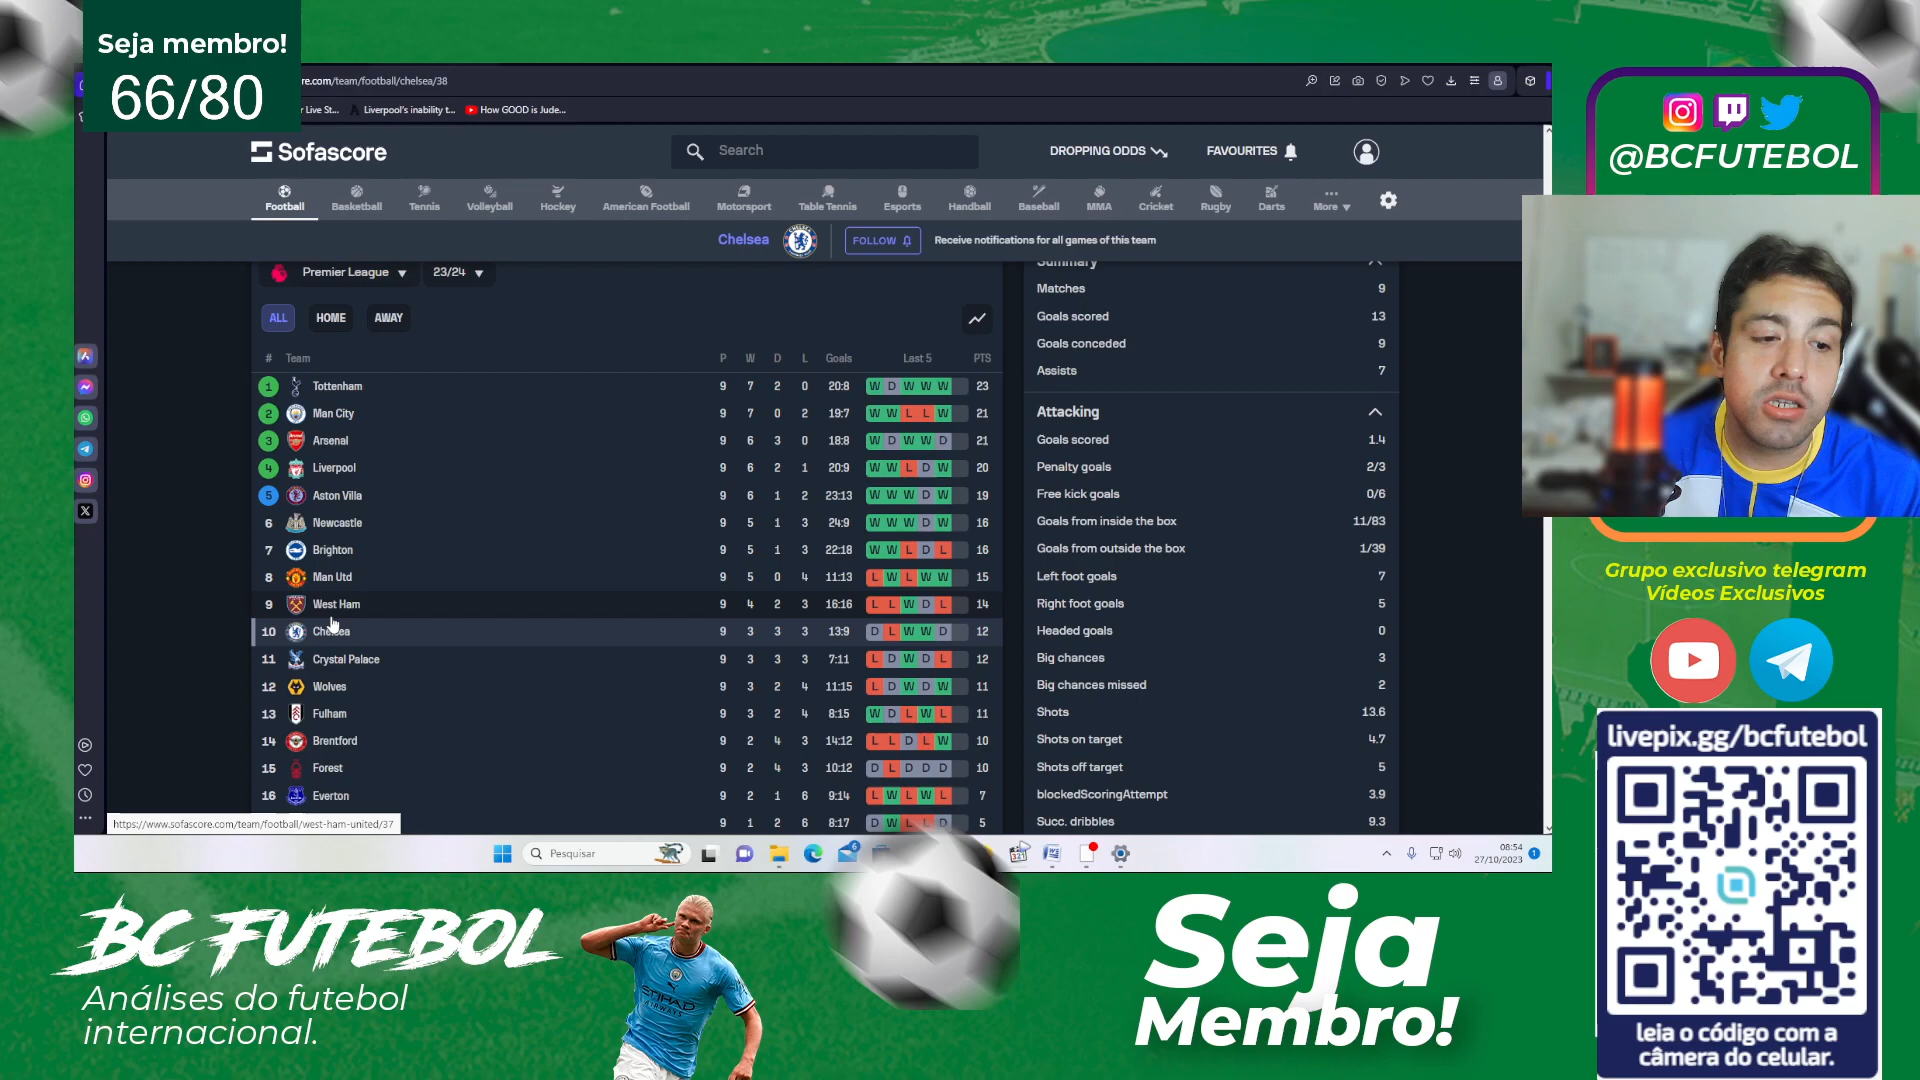 Seja membro!
66/80
re.com/team/football/chelsea/38
r Live St...
Liverpool's inability t...
How GOOD is Jude...
Sofascore
Search
DROPPING ODDS
FAVOURITES
Football
Basketball
Tennis
Volleyball
Hockey
American Football
Motorsport
Table Tennis
Esports
Handball
Baseball
MMA
Cricket
Rugby
Darts
More
Chelsea
FOLLOW
Receive notifications for all games of this team
Premier League
23/24
ALL HOME AWAY
# Team P W D L Goals Last 5 PTS
1 Tottenham 9 7 2 0 20:8 W D W W W 23
2 Man City 9 7 0 2 19:7 W W L L W 21
3 Arsenal 9 6 3 0 18:8 W D W W D 21
4 Liverpool 9 6 2 1 20:9 W W L D W 20
5 Aston Villa 9 6 1 2 23:13 W W W D W 19
6 Newcastle 9 5 1 3 24:9 W W W D W 16
7 Brighton 9 5 1 3 22:18 W W L D L 16
8 Man Utd 9 5 0 4 11:13 L W L W W 15
9 West Ham 9 4 2 3 16:16 L L W D L 14
10 Chelsea 9 3 3 3 13:9 D L W W D 12
11 Crystal Palace 9 3 3 3 7:11 L D W D L 12
12 Wolves 9 3 2 4 11:15 L D W D W 11
13 Fulham 9 3 2 4 8:15 W D L W L 11
14 Brentford 9 2 4 3 14:12 L L D L W 10
15 Forest 9 2 4 3 10:12 D L D D D 10
16 Everton 9 2 1 6 9:14 L W L W L 7
9 1 2 6 8:17 D W L L D 5
https://www.sofascore.com/team/football/west-ham-united/37
Summary
Matches 9
Goals scored 13
Goals conceded 9
Assists 7
Attacking
Goals scored 1.4
Penalty goals 2/3
Free kick goals 0/6
Goals from inside the box 11/83
Goals from outside the box 1/39
Left foot goals 7
Right foot goals 5
Headed goals 0
Big chances 3
Big chances missed 2
Shots 13.6
Shots on target 4.7
Shots off target 5
blockedScoringAttempt 3.9
Succ. dribbles 9.3
Pesquisar
6
321
08:54
27/10/2023
1
@BCFUTEBOL
Grupo exclusivo telegram
Vídeos Exclusivos
livepix.gg/bcfutebol
leia o código com a
câmera do celular.
BC FUTEBOL
Análises do futebol
internacional.
ETIHAD
AIRWAYS
Seja
Membro!